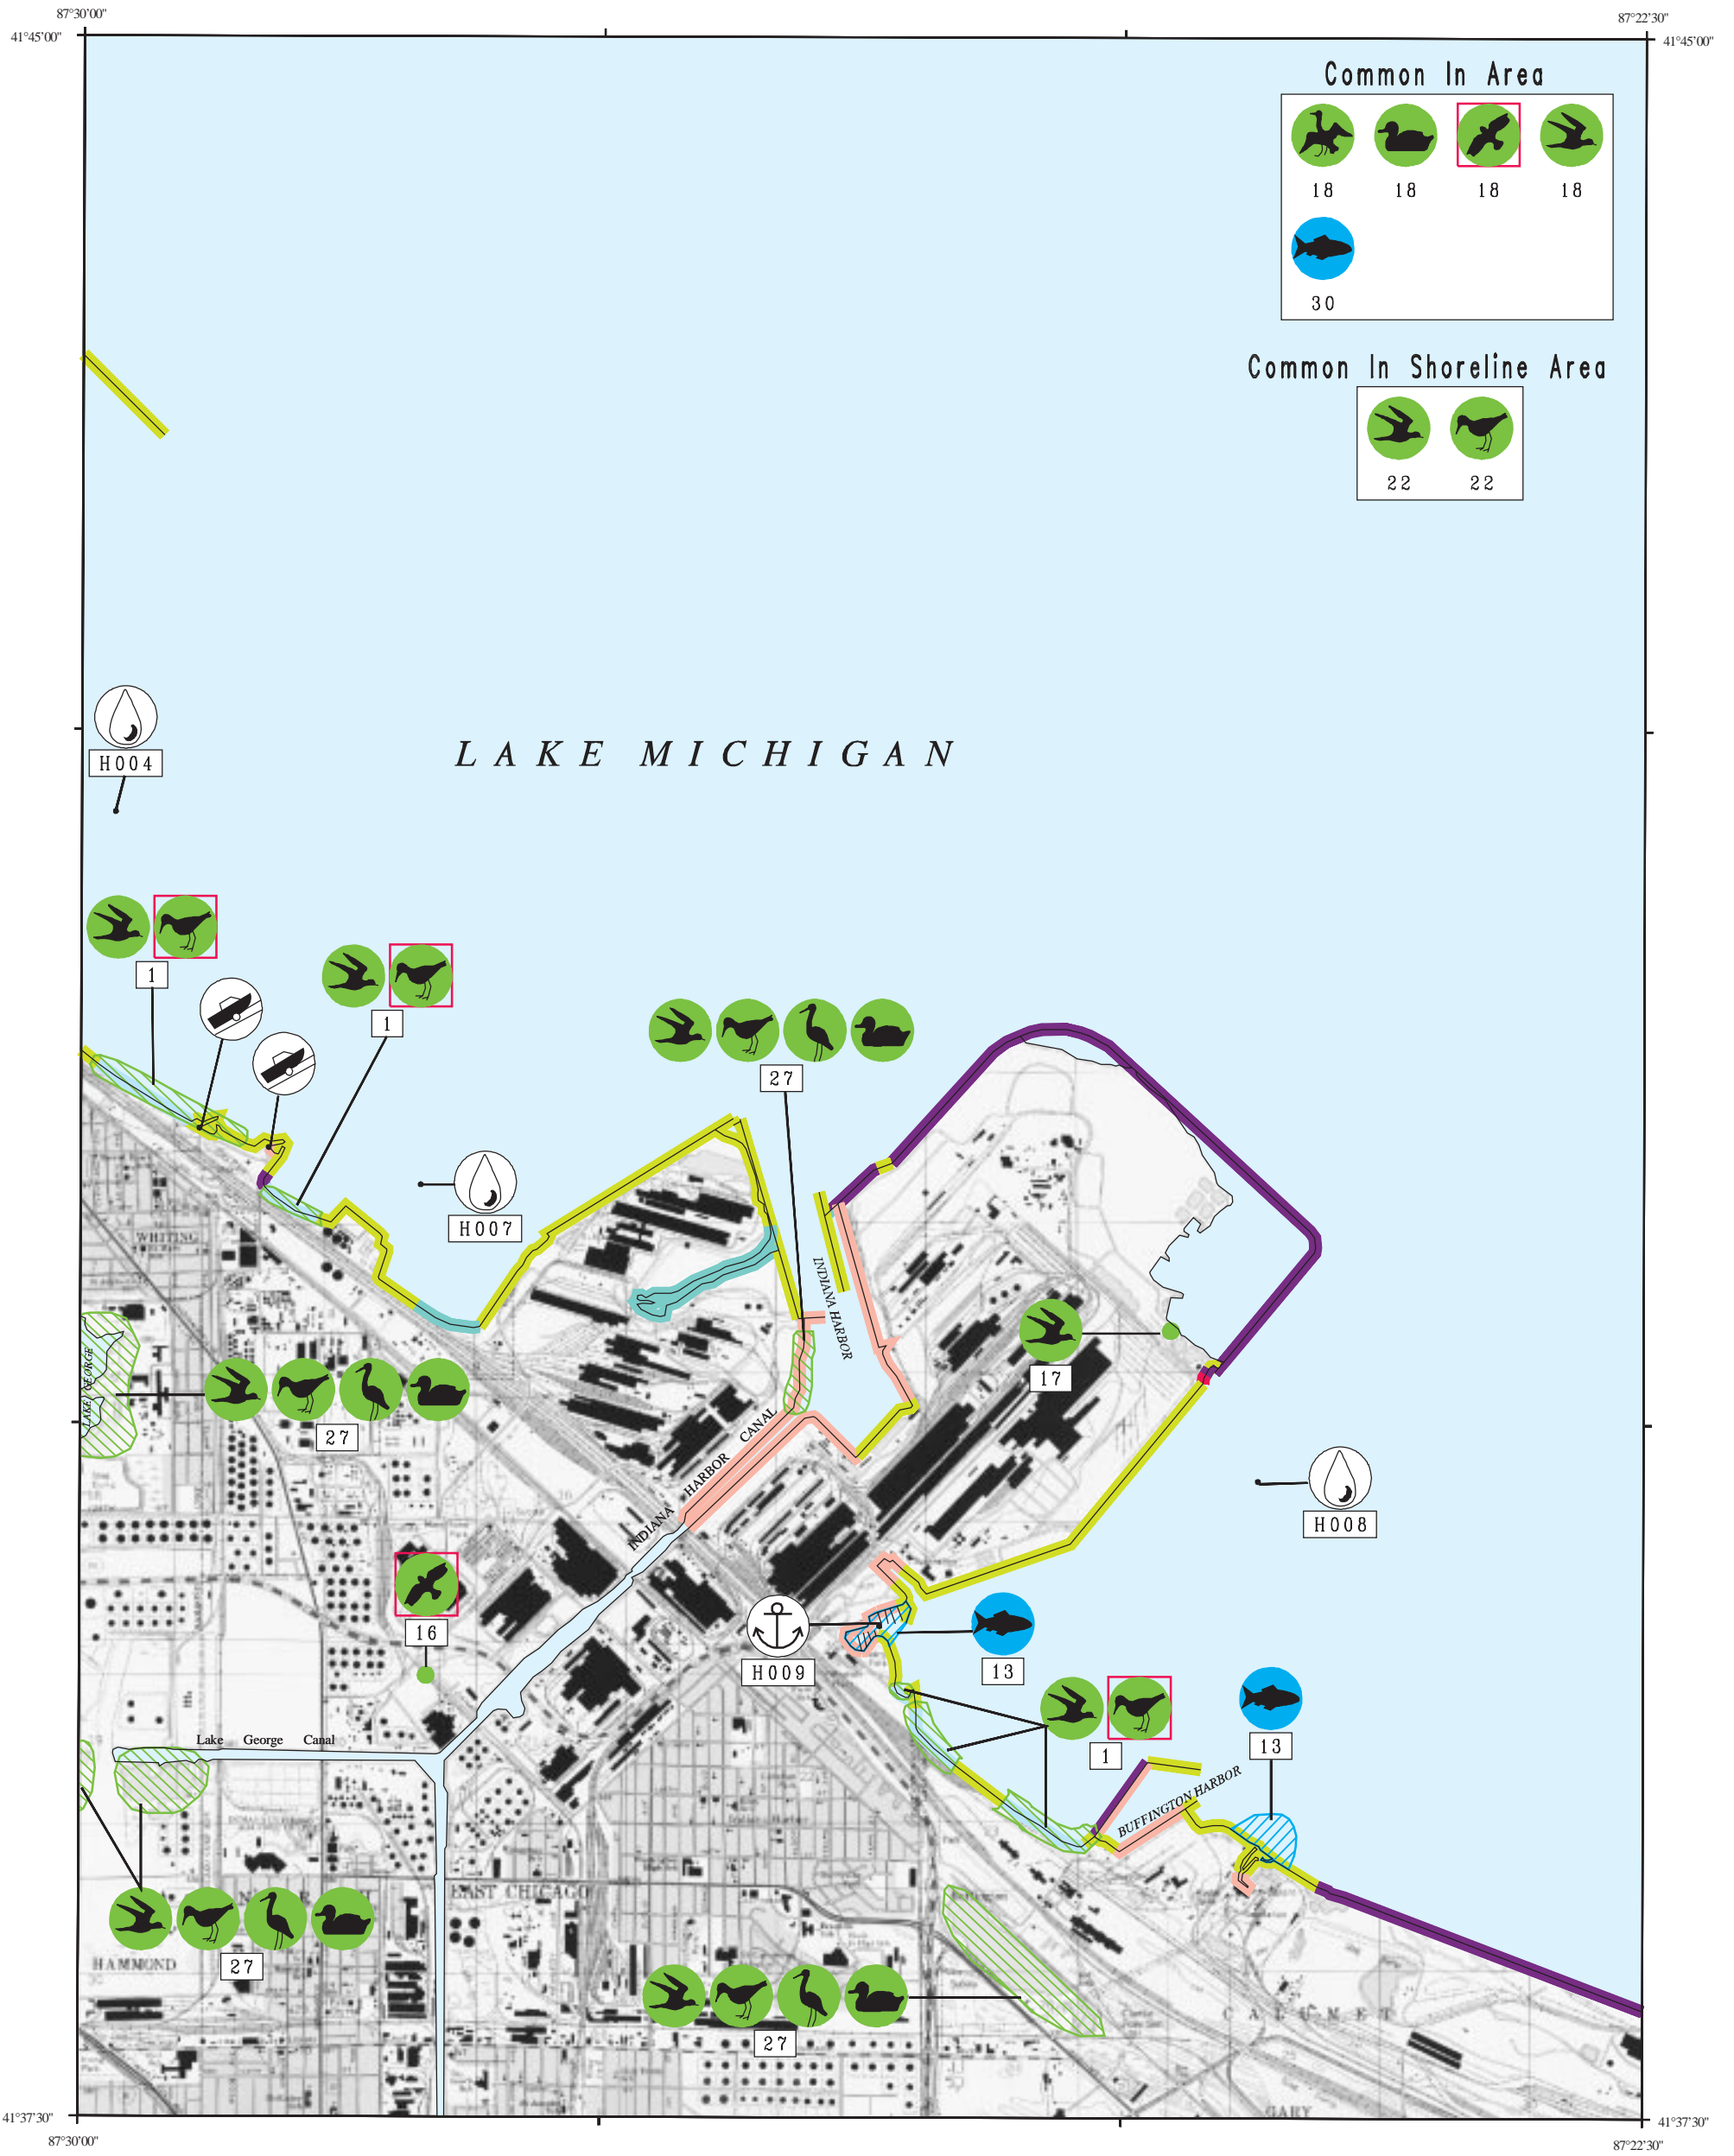 87°30'00"
87°22'30"
41°45'00"
41°45'00"
Common In Area
18 18 18 18
30
Common In Shoreline Area
22 22
H004
LAKE MICHIGAN
1
1
27
H007
WHITING
INDIANA HARBOR
17
LAKE GEORGE
27
INDIANA HARBOR CANAL
H008
16
H009
13
13
1
Lake George Canal
BUFFINGTON HARBOR
EAST CHICAGO
HAMMOND
27
27
CALUMET
GARY
41°37'30"
41°37'30"
87°30'00"
87°22'30"